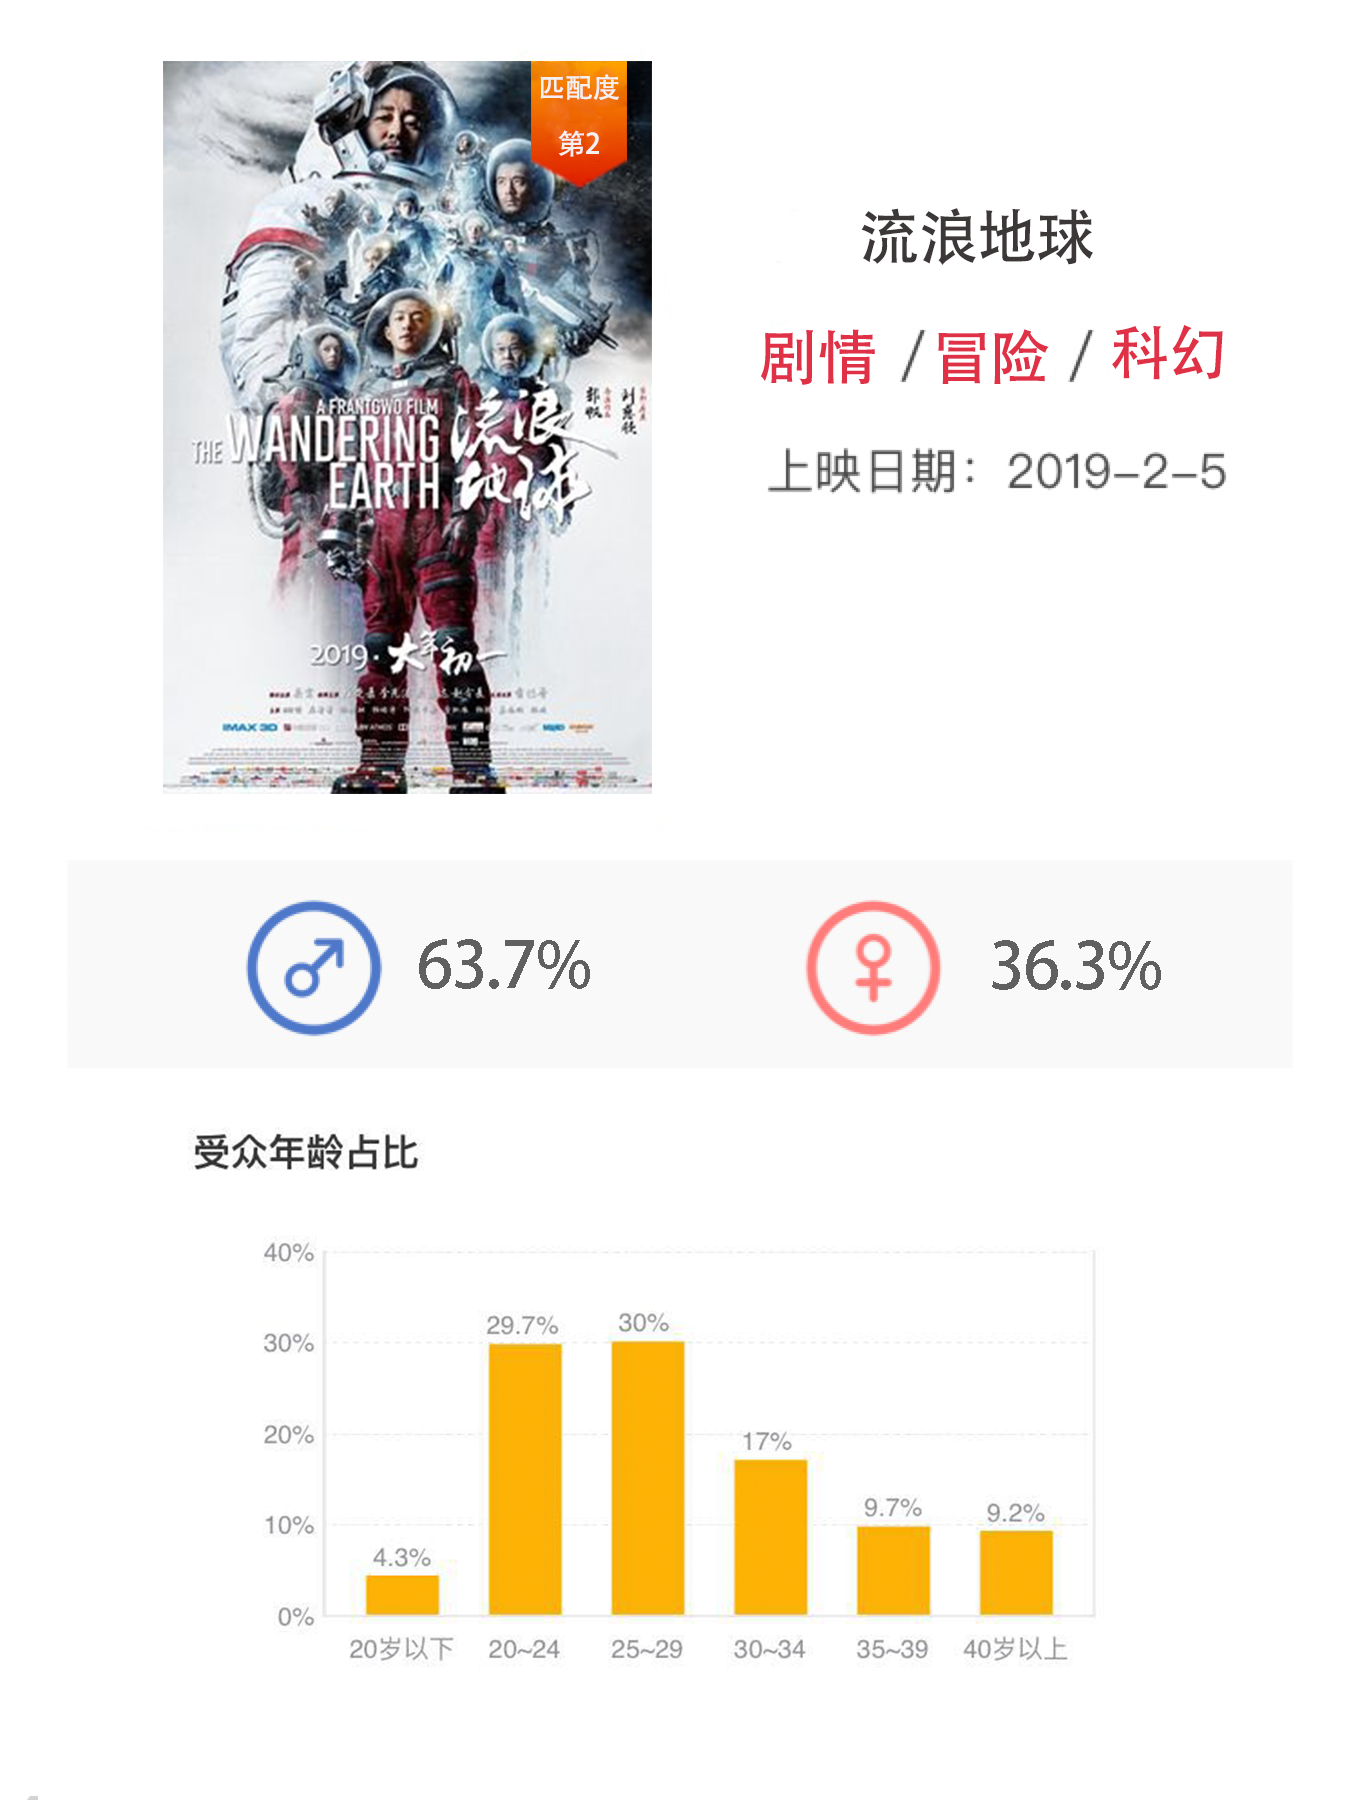 匹配度
第2
A FRANT GWO FILM
THE WANDERING
EARTH
流浪
地球
郭帆
刘慈欣
2019·大年初一
IMAX 3D
流浪地球
剧情 / 冒险 / 科幻
上映日期：2019-2-5
63.7%
36.3%
受众年龄占比
40%
30%
20%
10%
0%
4.3%
29.7%
30%
17%
9.7%
9.2%
20岁以下
20~24
25~29
30~34
35~39
40岁以上